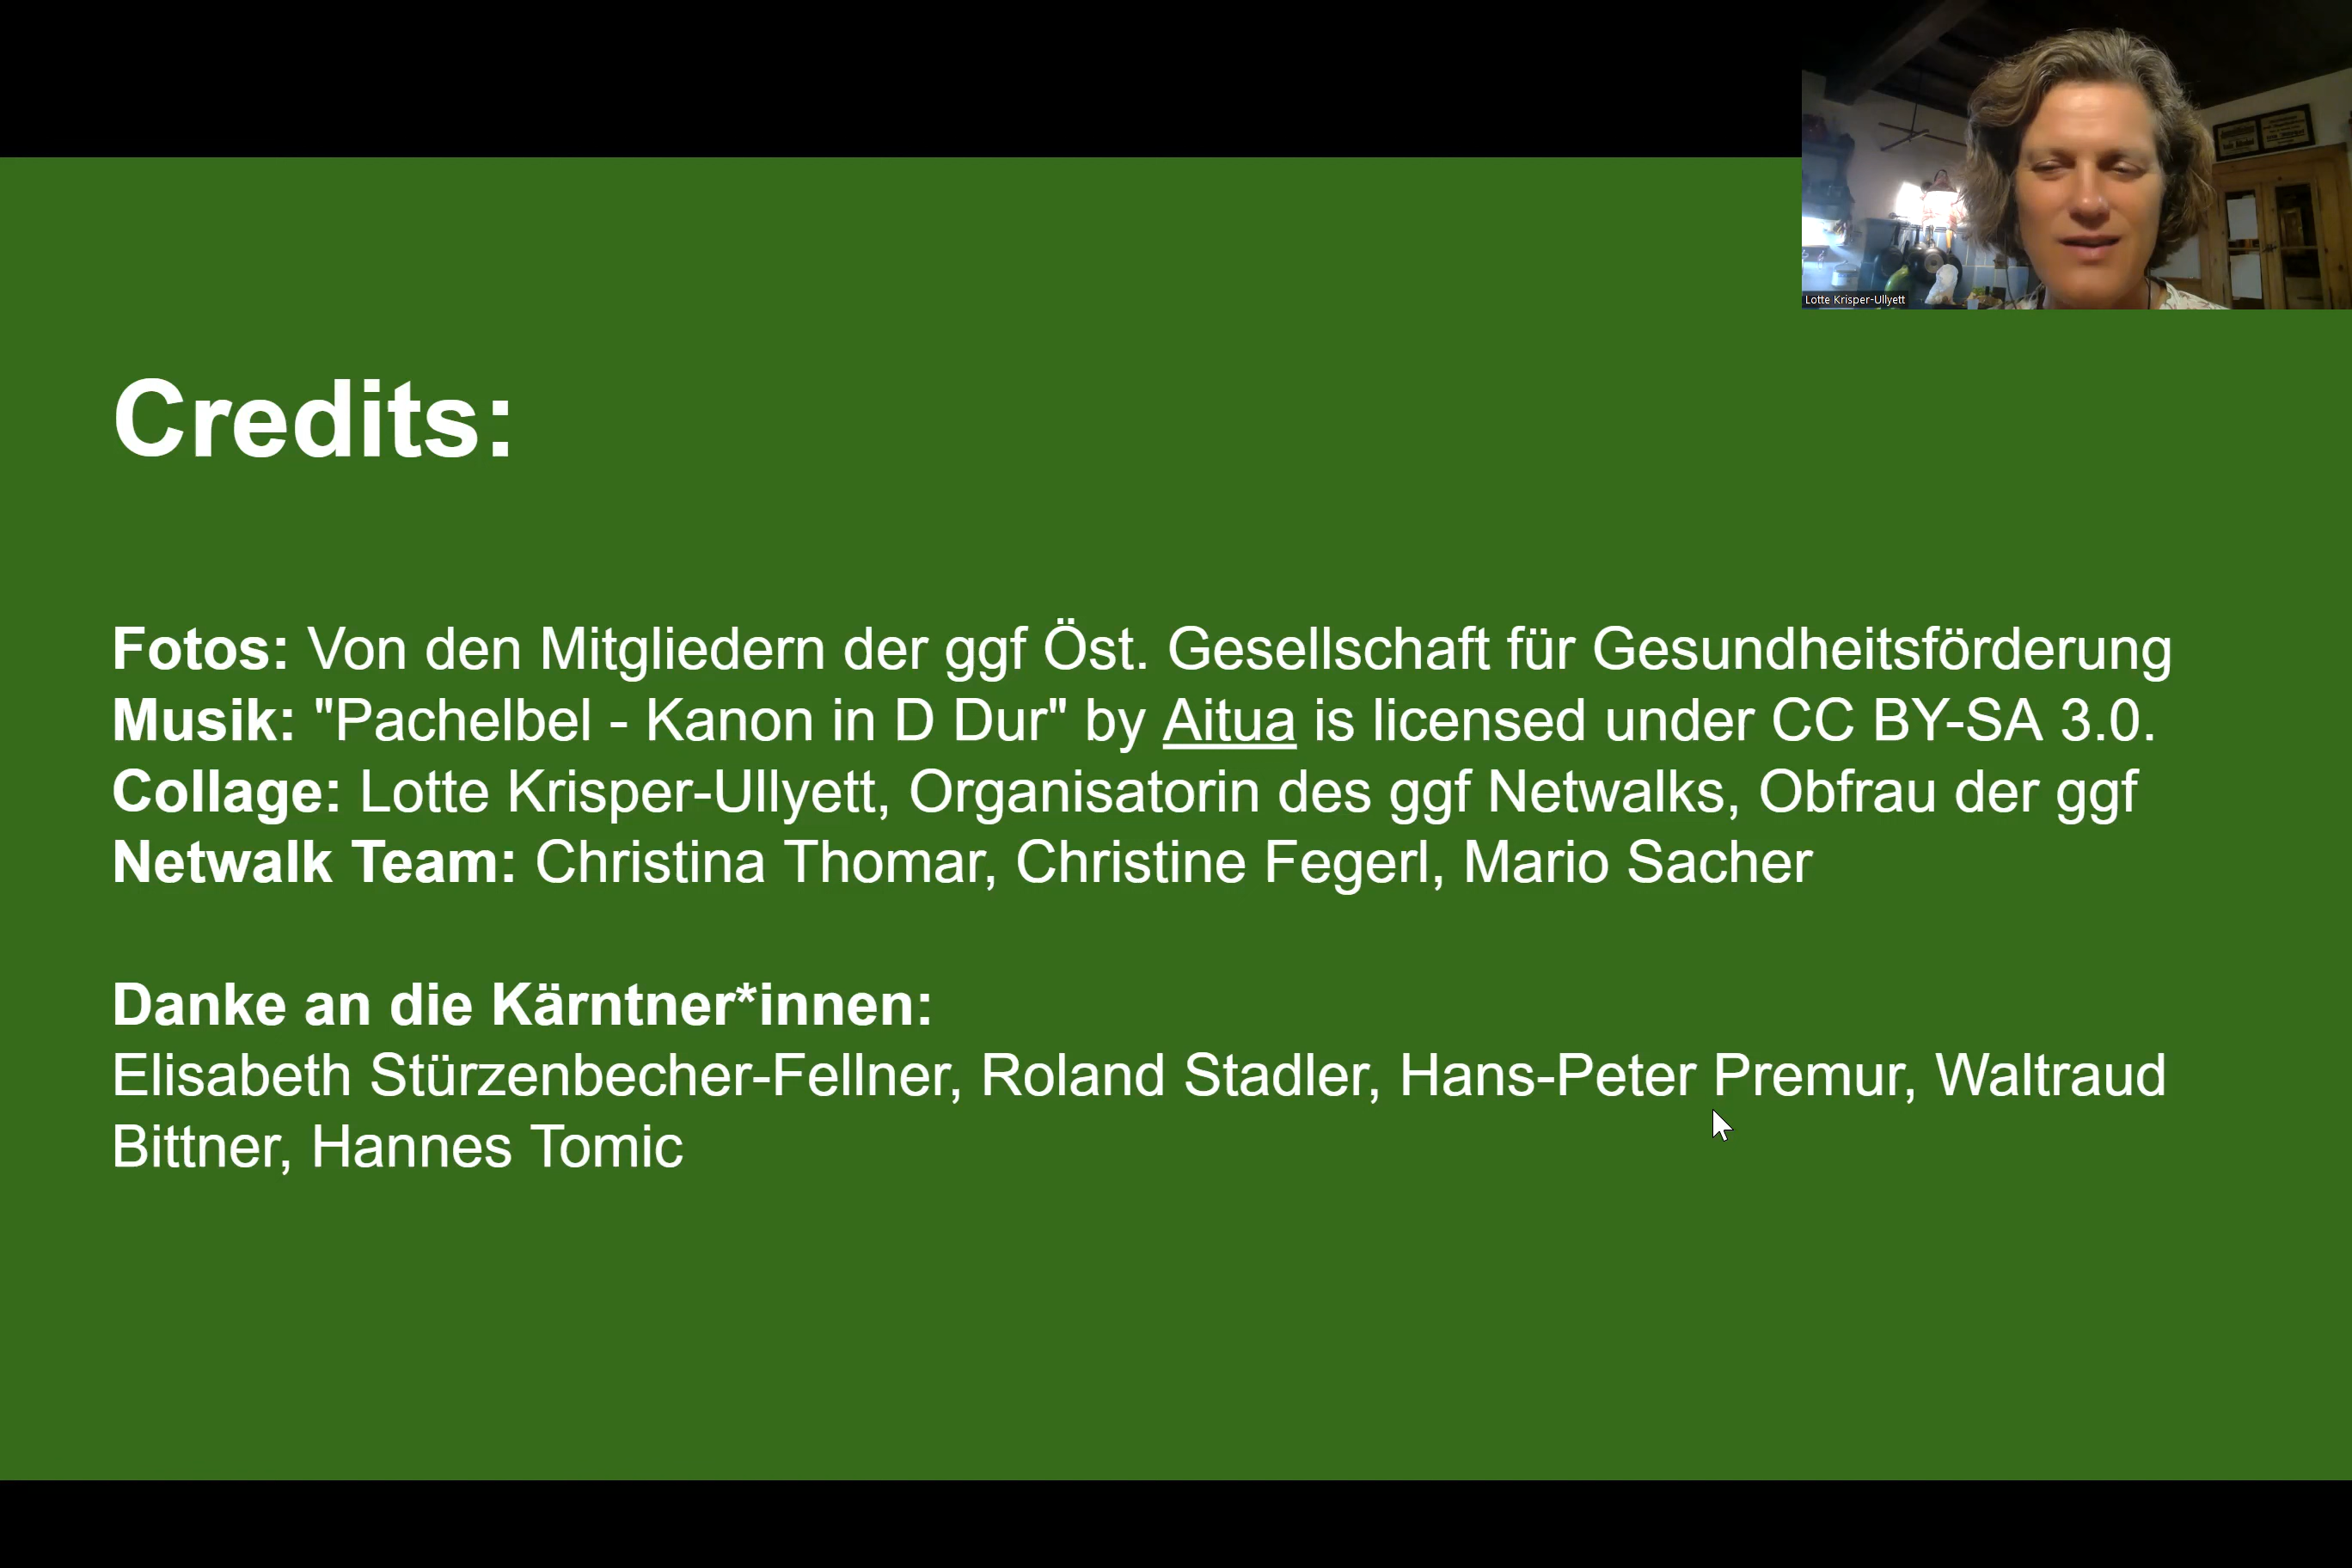 Lotte Krisper-Ullyett
Credits:
Fotos: Von den Mitgliedern der ggf Öst. Gesellschaft für Gesundheitsförderung
Musik: "Pachelbel - Kanon in D Dur" by Aitua is licensed under CC BY-SA 3.0.
Collage: Lotte Krisper-Ullyett, Organisatorin des ggf Netwalks, Obfrau der ggf
Netwalk Team: Christina Thomar, Christine Fegerl, Mario Sacher
Danke an die Kärntner*innen:
Elisabeth Stürzenbecher-Fellner, Roland Stadler, Hans-Peter Premur, Waltraud
Bittner, Hannes Tomic